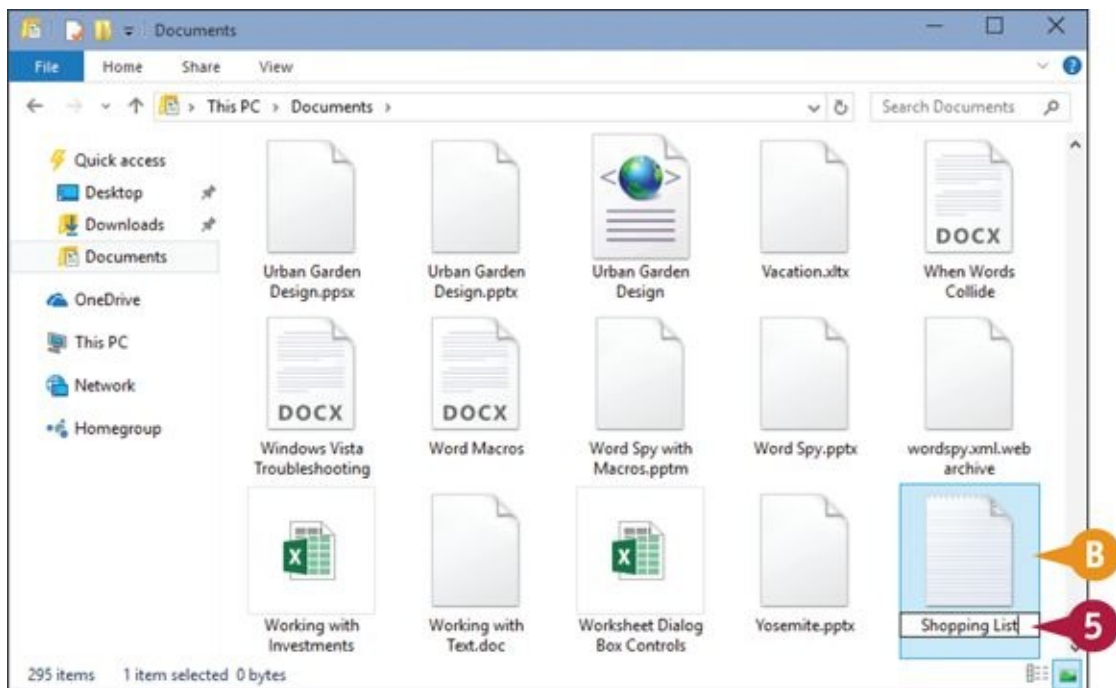 Documents
File Home Share View
This PC > Documents >
Search Documents
Quick access
Desktop
Downloads
Documents
OneDrive
This PC
Network
Homegroup
Urban Garden
Design.ppsx
Urban Garden
Design.pptx
Urban Garden
Design
Vacation.xltx
DOCX
When Words
Collide
DOCX
Windows Vista
Troubleshooting
DOCX
Word Macros
Word Spy with
Macros.pptm
Word Spy.pptx
wordspy.xml.web
archive
Working with
Investments
Working with
Text.doc
Worksheet Dialog
Box Controls
Yosemite.pptx
B
Shopping List
5
295 items 1 item selected 0 bytes